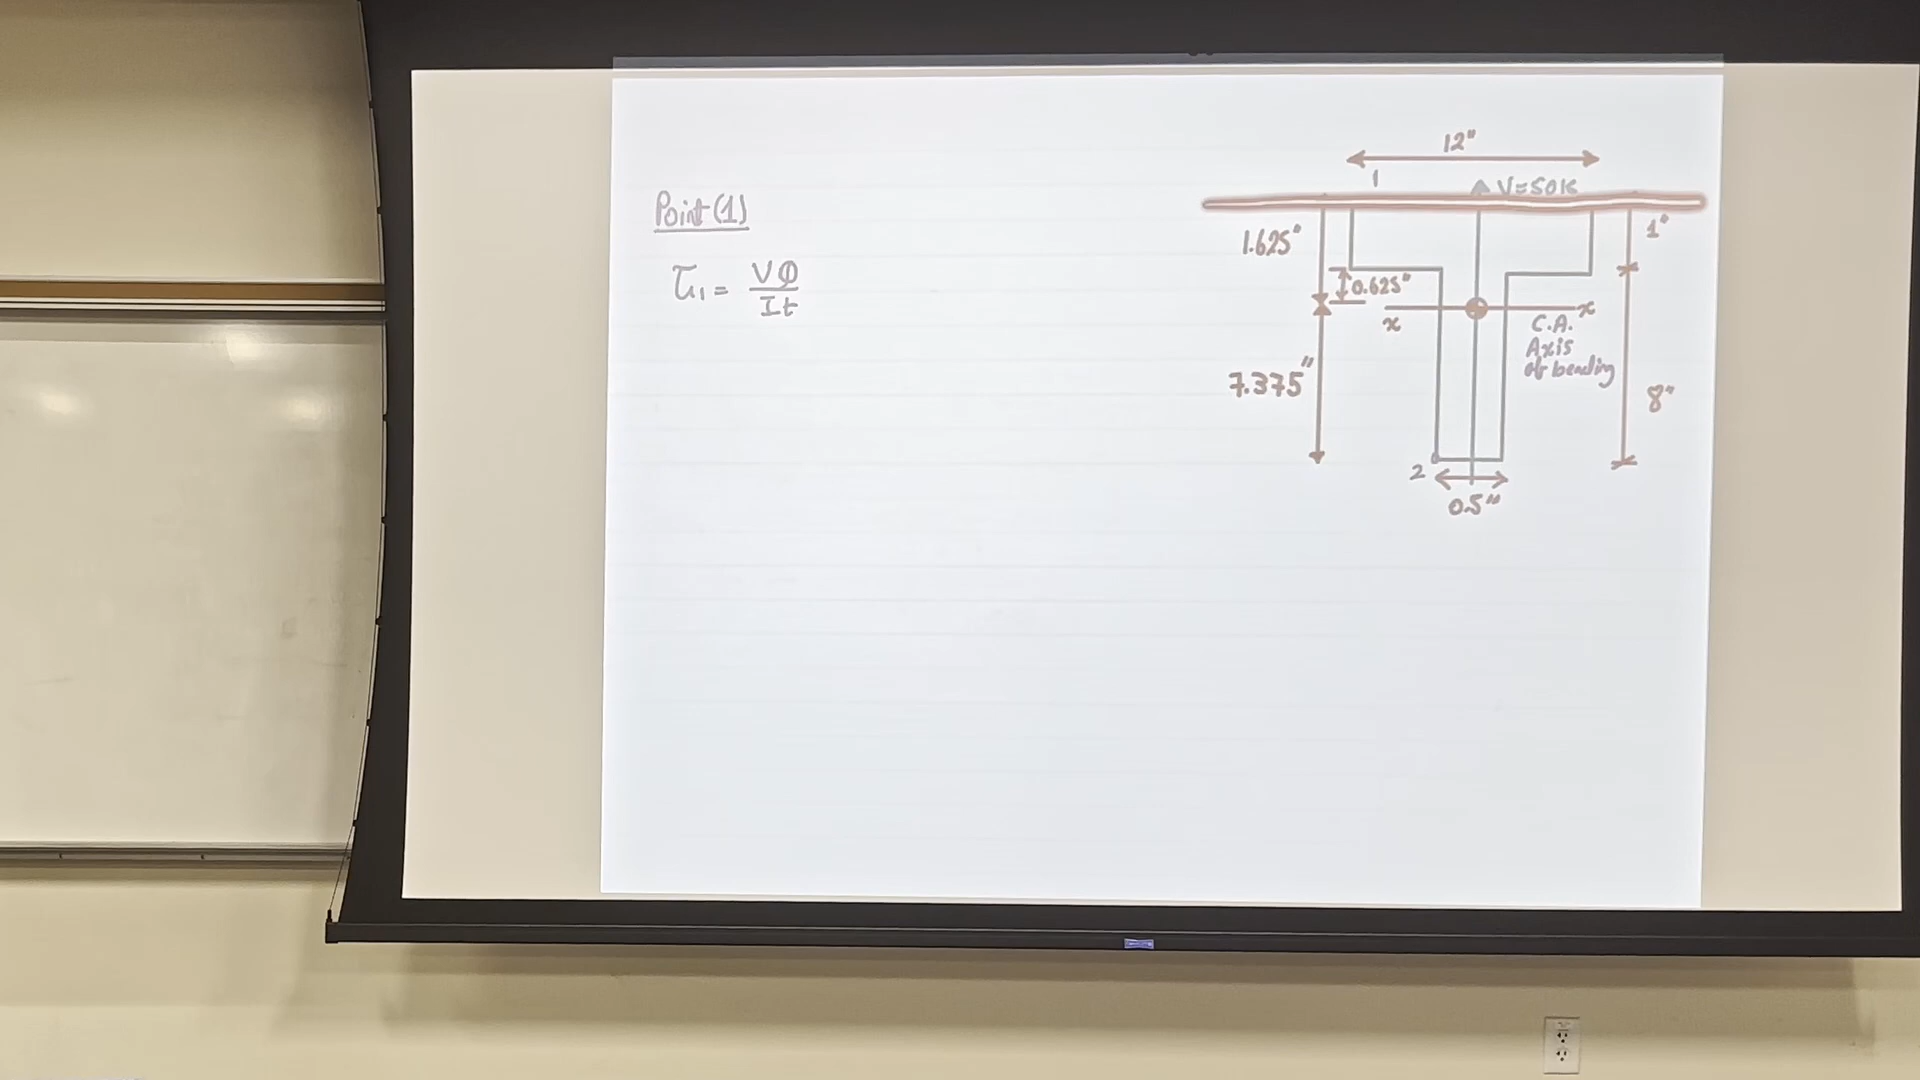 Point (1)
τ₁ = VQ / It
12"
1
V=50K
1.625"
1"
0.625"
x
x
C.A.
Axis
of bending
7.375"
8"
2
0.5"